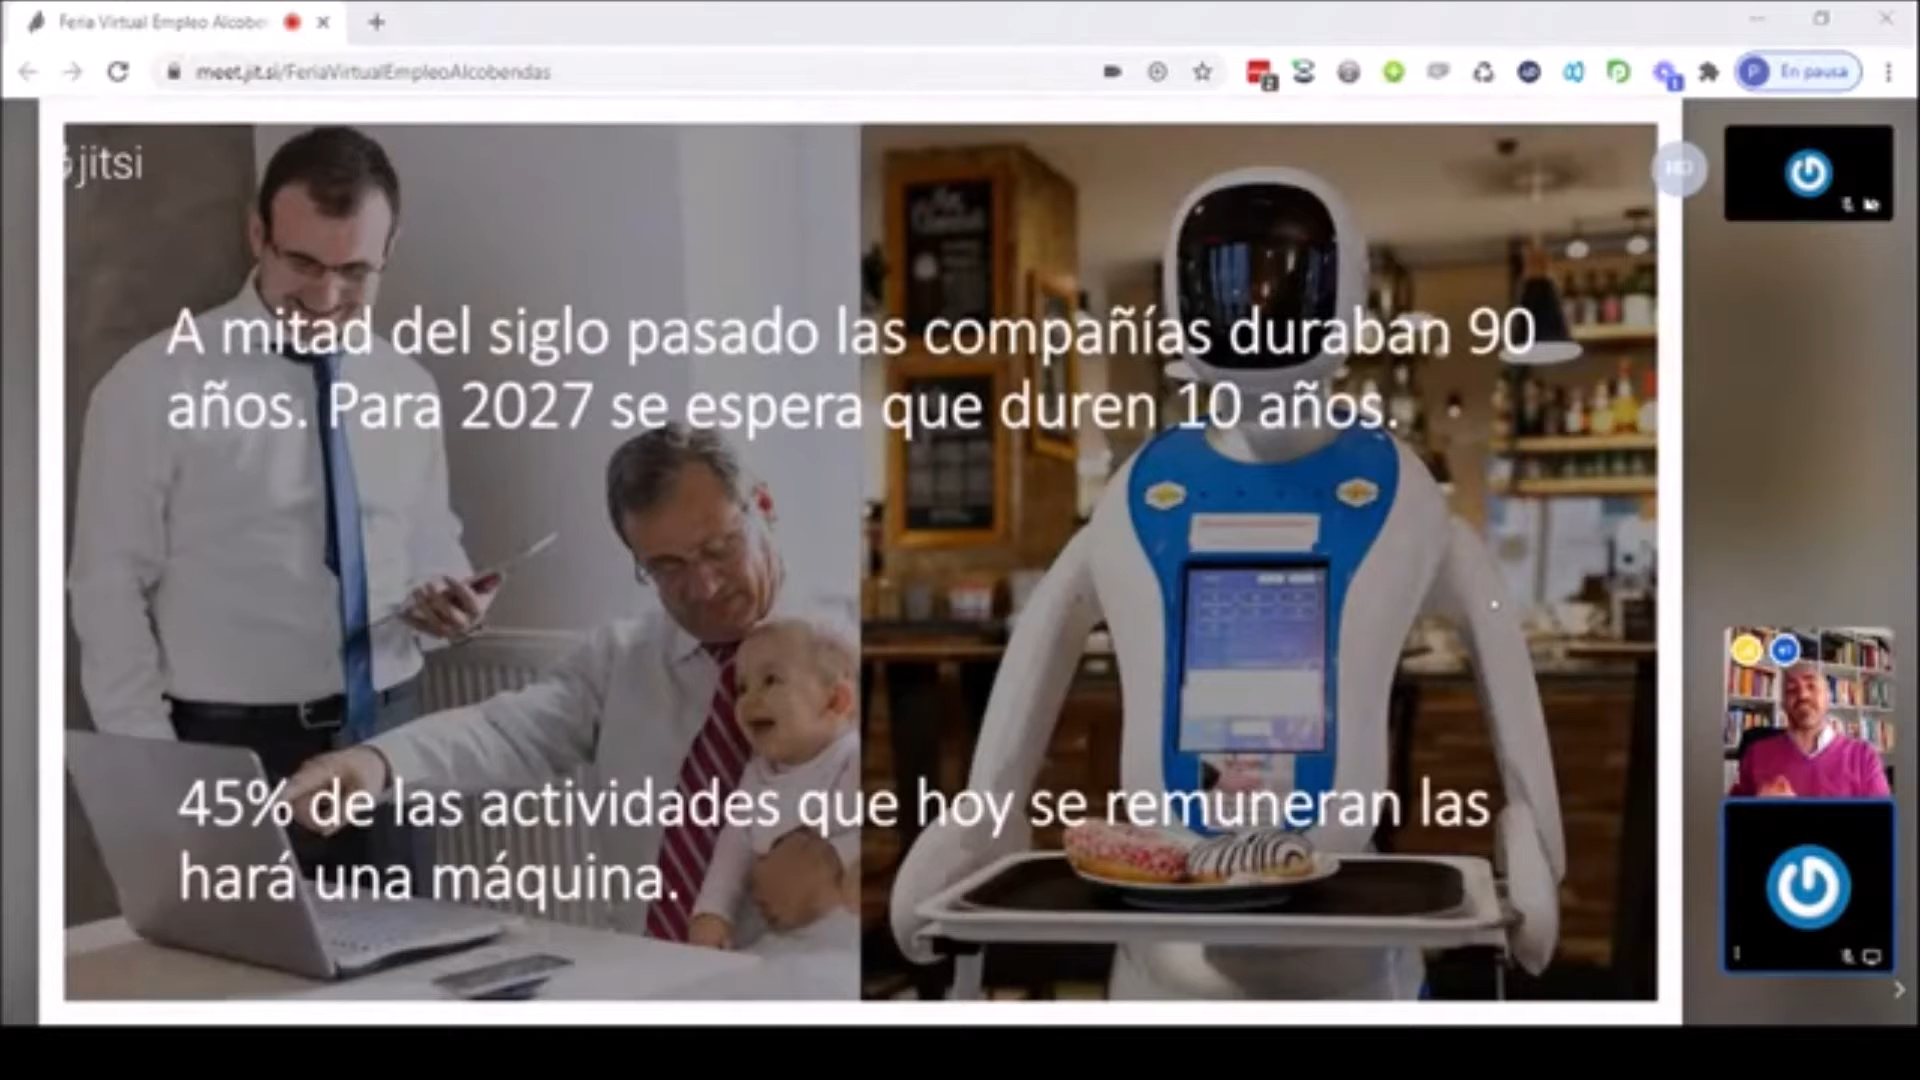 Feria Virtual Empleo Alcobe
meet.jit.si/FeriaVirtualEmpleoAlcobendas
En pausa
jitsi
A mitad del siglo pasado las compañías duraban 90
años. Para 2027 se espera que duren 10 años.
45% de las actividades que hoy se remuneran las
hará una máquina.